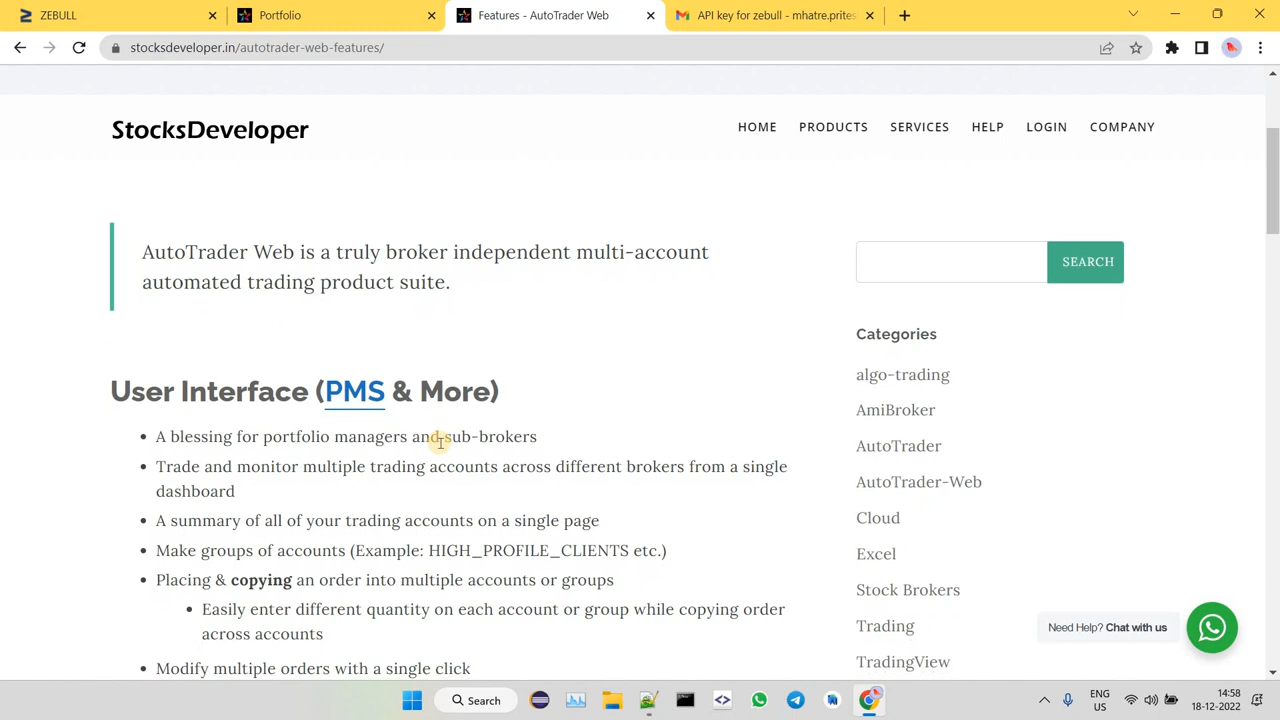 ZEBULL
Portfolio
Features - AutoTrader Web
API key for zebull - mhatre.prites
stocksdeveloper.in/autotrader-web-features/
StocksDeveloper
HOME PRODUCTS SERVICES HELP LOGIN COMPANY
AutoTrader Web is a truly broker independent multi-account
automated trading product suite.
SEARCH
Categories
algo-trading
AmiBroker
AutoTrader
AutoTrader-Web
Cloud
Excel
Stock Brokers
Trading
TradingView
User Interface (PMS & More)
• A blessing for portfolio managers and sub-brokers
• Trade and monitor multiple trading accounts across different brokers from a single
dashboard
• A summary of all of your trading accounts on a single page
• Make groups of accounts (Example: HIGH_PROFILE_CLIENTS etc.)
• Placing & copying an order into multiple accounts or groups
• Easily enter different quantity on each account or group while copying order
across accounts
• Modify multiple orders with a single click
Need Help? Chat with us
Search
ENG
US
14:58
18-12-2022